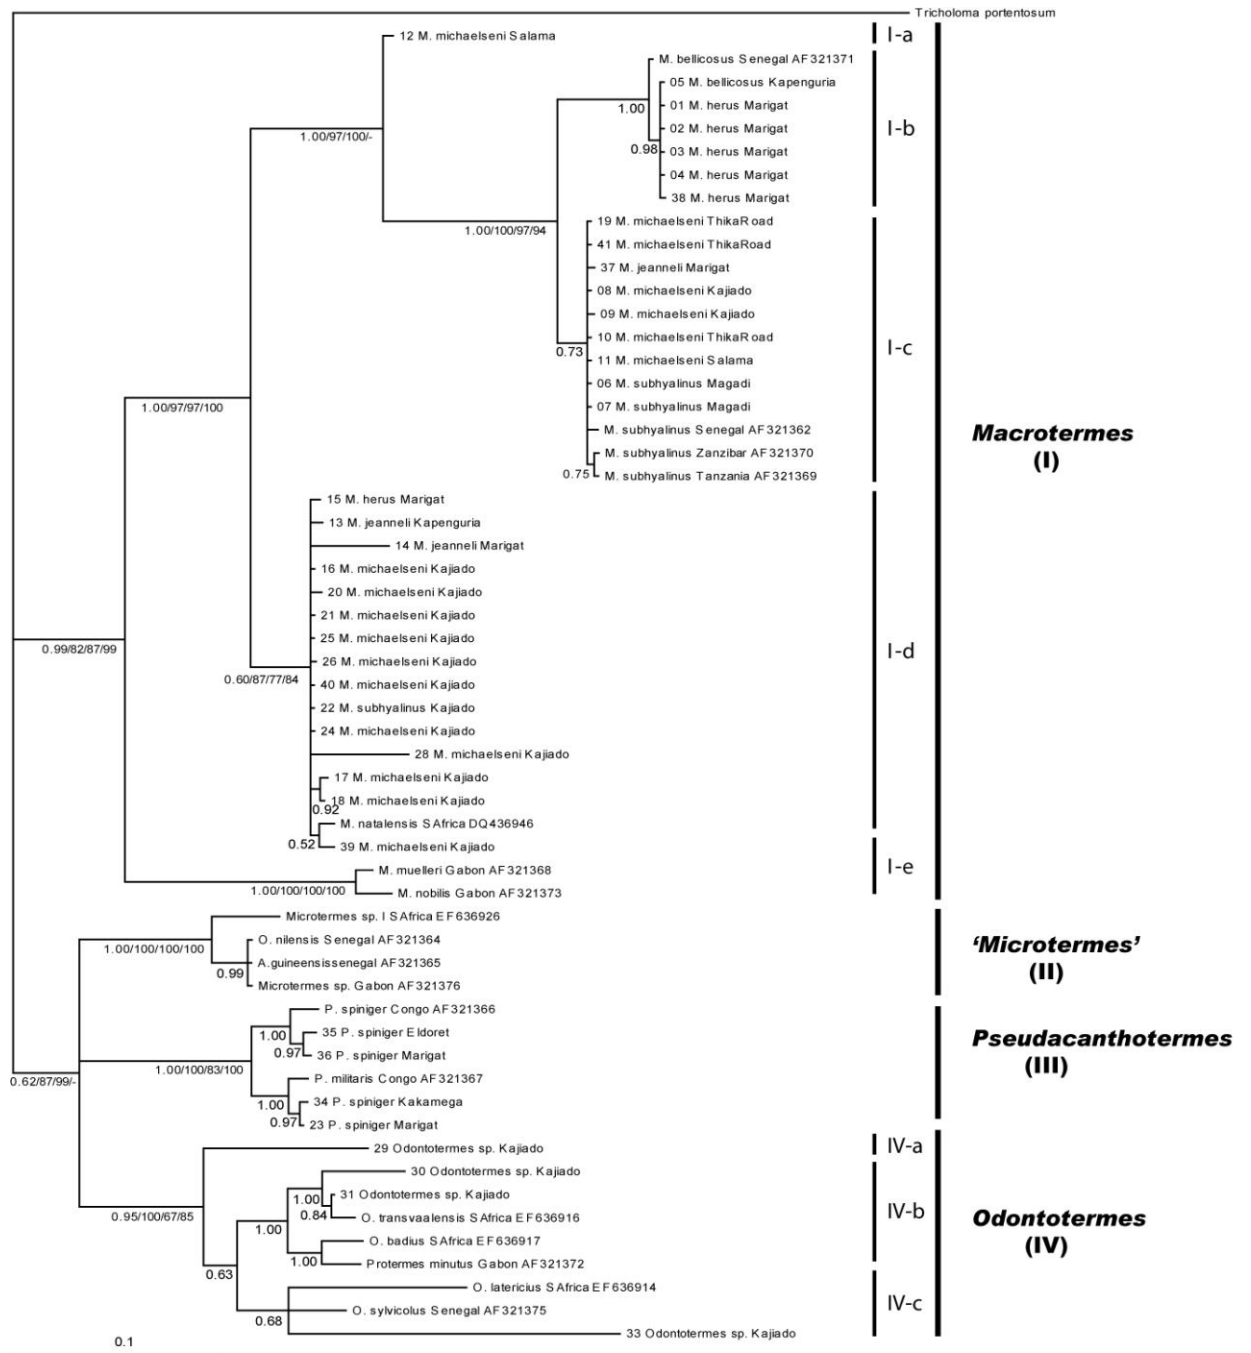 Tricholoma portentosum
12 M. michaelseni Salama
I-a
M. bellicosus Senegal AF321371
05 M. bellicosus Kapenguria
1.00
01 M. herus Marigat
I-b
1.00/97/100/-
02 M. herus Marigat
0.98
03 M. herus Marigat
04 M. herus Marigat
38 M. herus Marigat
19 M. michaelseni ThikaRoad
1.00/100/97/94
41 M. michaelseni ThikaRoad
37 M. jeanneli Marigat
08 M. michaelseni Kajiado
09 M. michaelseni Kajiado
10 M. michaelseni ThikaRoad
I-c
0.73
11 M. michaelseni Salama
06 M. subhyalinus Magadi
1.00/97/97/100
07 M. subhyalinus Magadi
M. subhyalinus Senegal AF321362
Macrotermes
(I)
M. subhyalinus Zanzibar AF321370
0.75
M. subhyalinus Tanzania AF321369
15 M. herus Marigat
13 M. jeanneli Kapenguria
14 M. jeanneli Marigat
16 M. michaelseni Kajiado
20 M. michaelseni Kajiado
21 M. michaelseni Kajiado
25 M. michaelseni Kajiado
0.99/82/87/99
I-d
26 M. michaelseni Kajiado
0.60/87/77/84
40 M. michaelseni Kajiado
22 M. subhyalinus Kajiado
24 M. michaelseni Kajiado
28 M. michaelseni Kajiado
17 M. michaelseni Kajiado
18 M. michaelseni Kajiado
0.92
M. natalensis SAfrica DQ436946
0.52
39 M. michaelseni Kajiado
I-e
M. muelleri Gabon AF321368
1.00/100/100/100
M. nobilis Gabon AF321373
Microtermes sp. I SAfrica EF636926
O. nilensis Senegal AF321364
1.00/100/100/100
‘Microtermes’
(II)
A.guineensissenegal AF321365
0.99
Microtermes sp. Gabon AF321376
P. spiniger Congo AF321366
1.00
35 P. spiniger Eldoret
Pseudacanthotermes
(III)
0.97
36 P. spiniger Marigat
1.00/100/83/100
P. militaris Congo AF321367
0.62/87/99/-
1.00
34 P. spiniger Kakamega
0.97
23 P. spiniger Marigat
IV-a
29 Odontotermes sp. Kajiado
30 Odontotermes sp. Kajiado
1.00
31 Odontotermes sp. Kajiado
0.84
IV-b
0.95/100/67/85
O. transvaalensis SAfrica EF636916
Odontotermes
(IV)
1.00
O. badius SAfrica EF636917
1.00
Protermes minutus Gabon AF321372
0.63
O. latericius SAfrica EF636914
IV-c
O. sylvicolus Senegal AF321375
0.68
33 Odontotermes sp. Kajiado
0.1